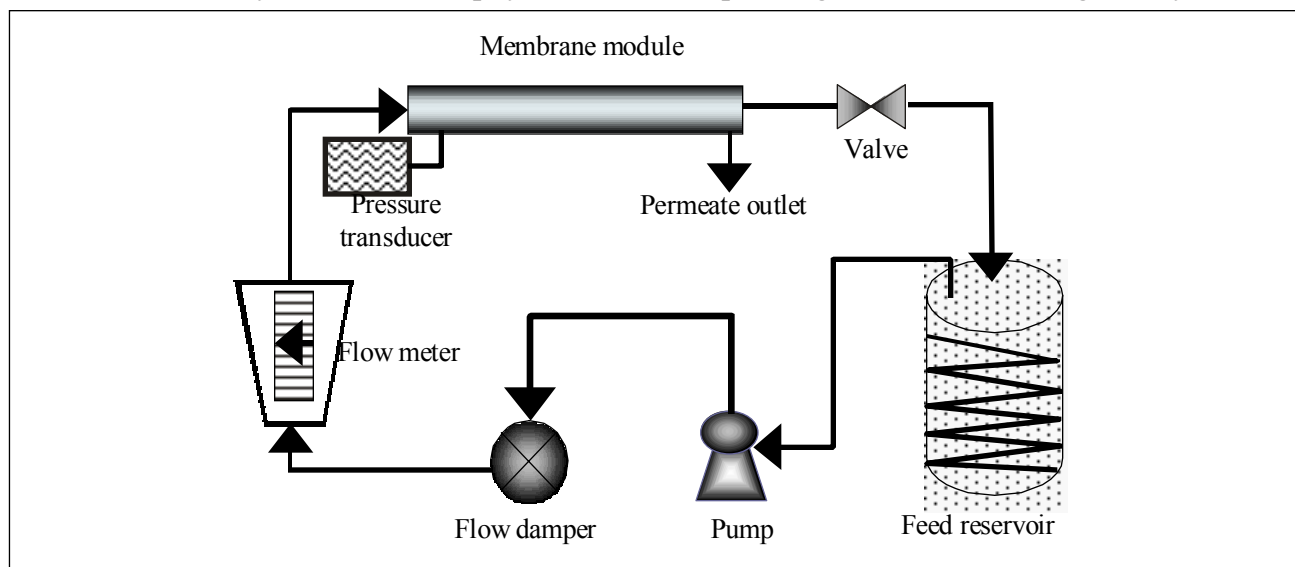 Membrane module
Valve
Pressure
transducer
Permeate outlet
Flow meter
Flow damper
Pump
Feed reservoir